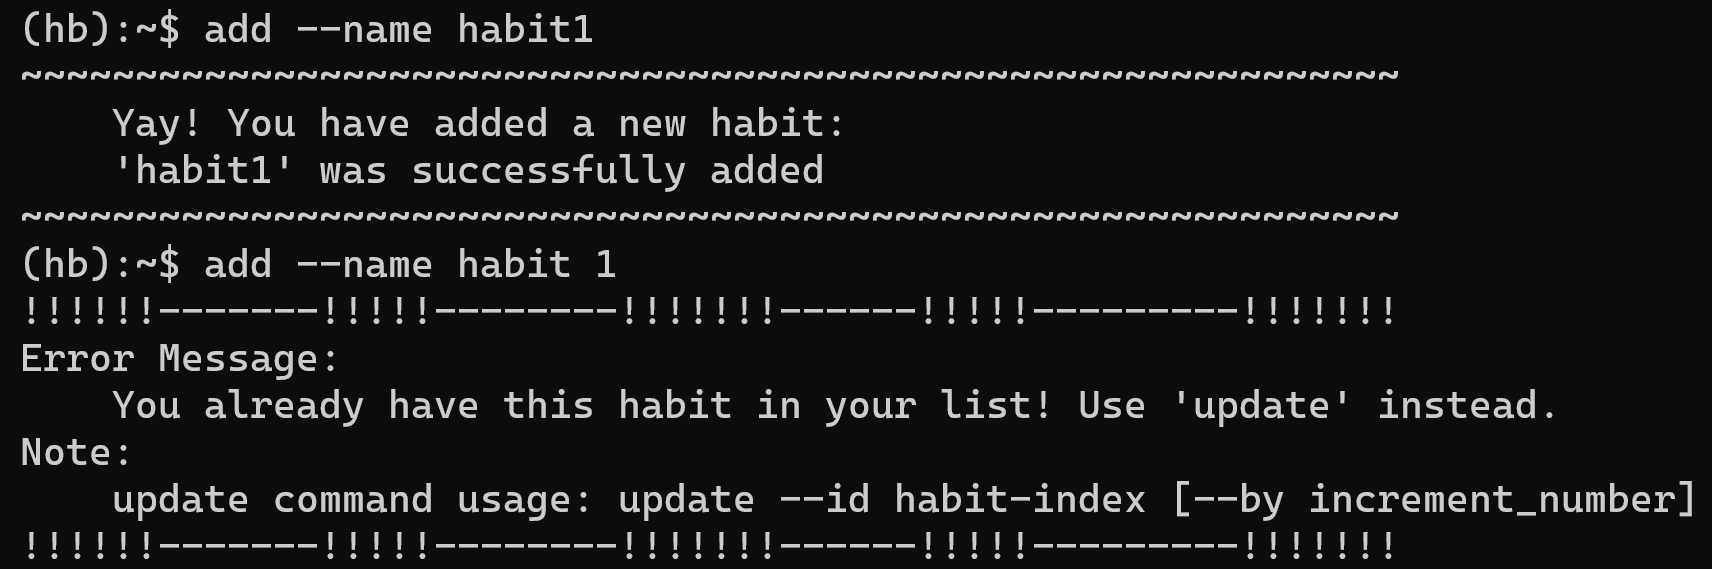 (hb):~$ add --name habit1
~~~~~~~~~~~~~~~~~~~~~~~~~~~~~~~~~~~~~~~~~~~~~~~~~~~~~~~~~~~~
    Yay! You have added a new habit:
    'habit1' was successfully added
~~~~~~~~~~~~~~~~~~~~~~~~~~~~~~~~~~~~~~~~~~~~~~~~~~~~~~~~~~~~
(hb):~$ add --name habit 1
!!!!!!-------!!!!!--------!!!!!!!------!!!!!---------!!!!!!!
Error Message:
    You already have this habit in your list! Use 'update' instead.
Note:
    update command usage: update --id habit-index [--by increment_number]
!!!!!!-------!!!!!--------!!!!!!!------!!!!!---------!!!!!!!